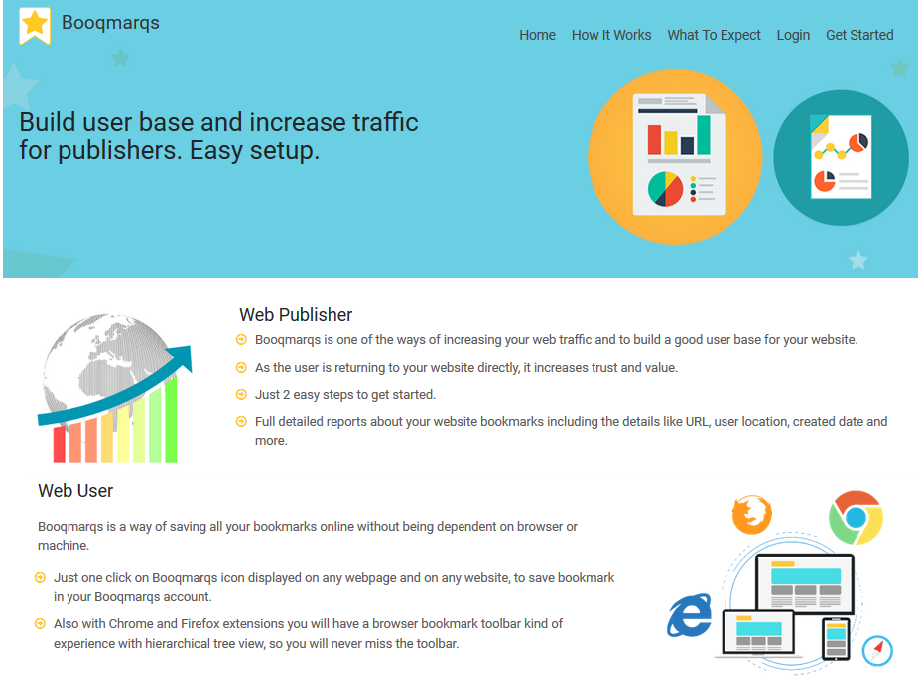 Booqmarqs
Home How It Works What To Expect Login Get Started
Build user base and increase traffic
for publishers. Easy setup.
Web Publisher
Booqmarqs is one of the ways of increasing your web traffic and to build a good user base for your website.
As the user is returning to your website directly, it increases trust and value.
Just 2 easy steps to get started.
Full detailed reports about your website bookmarks including the details like URL, user location, created date and
more.
Web User
Booqmarqs is a way of saving all your bookmarks online without being dependent on browser or
machine.
Just one click on Booqmarqs icon displayed on any webpage and on any website, to save bookmark
in your Booqmarqs account.
Also with Chrome and Firefox extensions you will have a browser bookmark toolbar kind of
experience with hierarchical tree view, so you will never miss the toolbar.